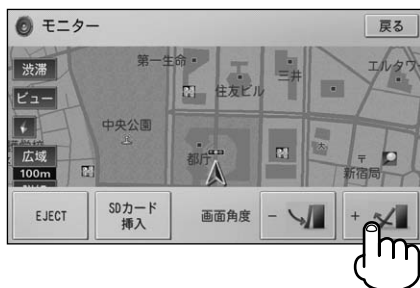 モニター
戻る
渋滞
第一生命
エルタワ
ビュー
住友ビル
三井
中央公園
広域
都庁
100m
新宿局
EJECT
SDカード
挿入
画面角度
-
+